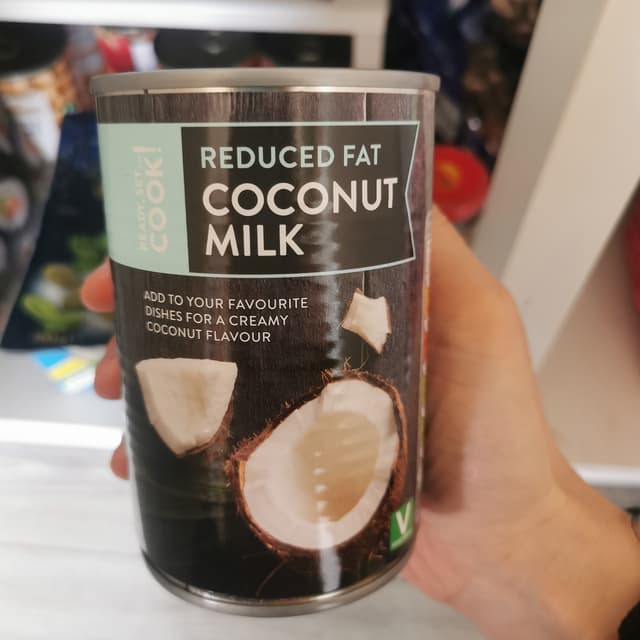 READY, SET...
COOK!
REDUCED FAT
COCONUT
MILK
ADD TO YOUR FAVOURITE
DISHES FOR A CREAMY
COCONUT FLAVOUR
V